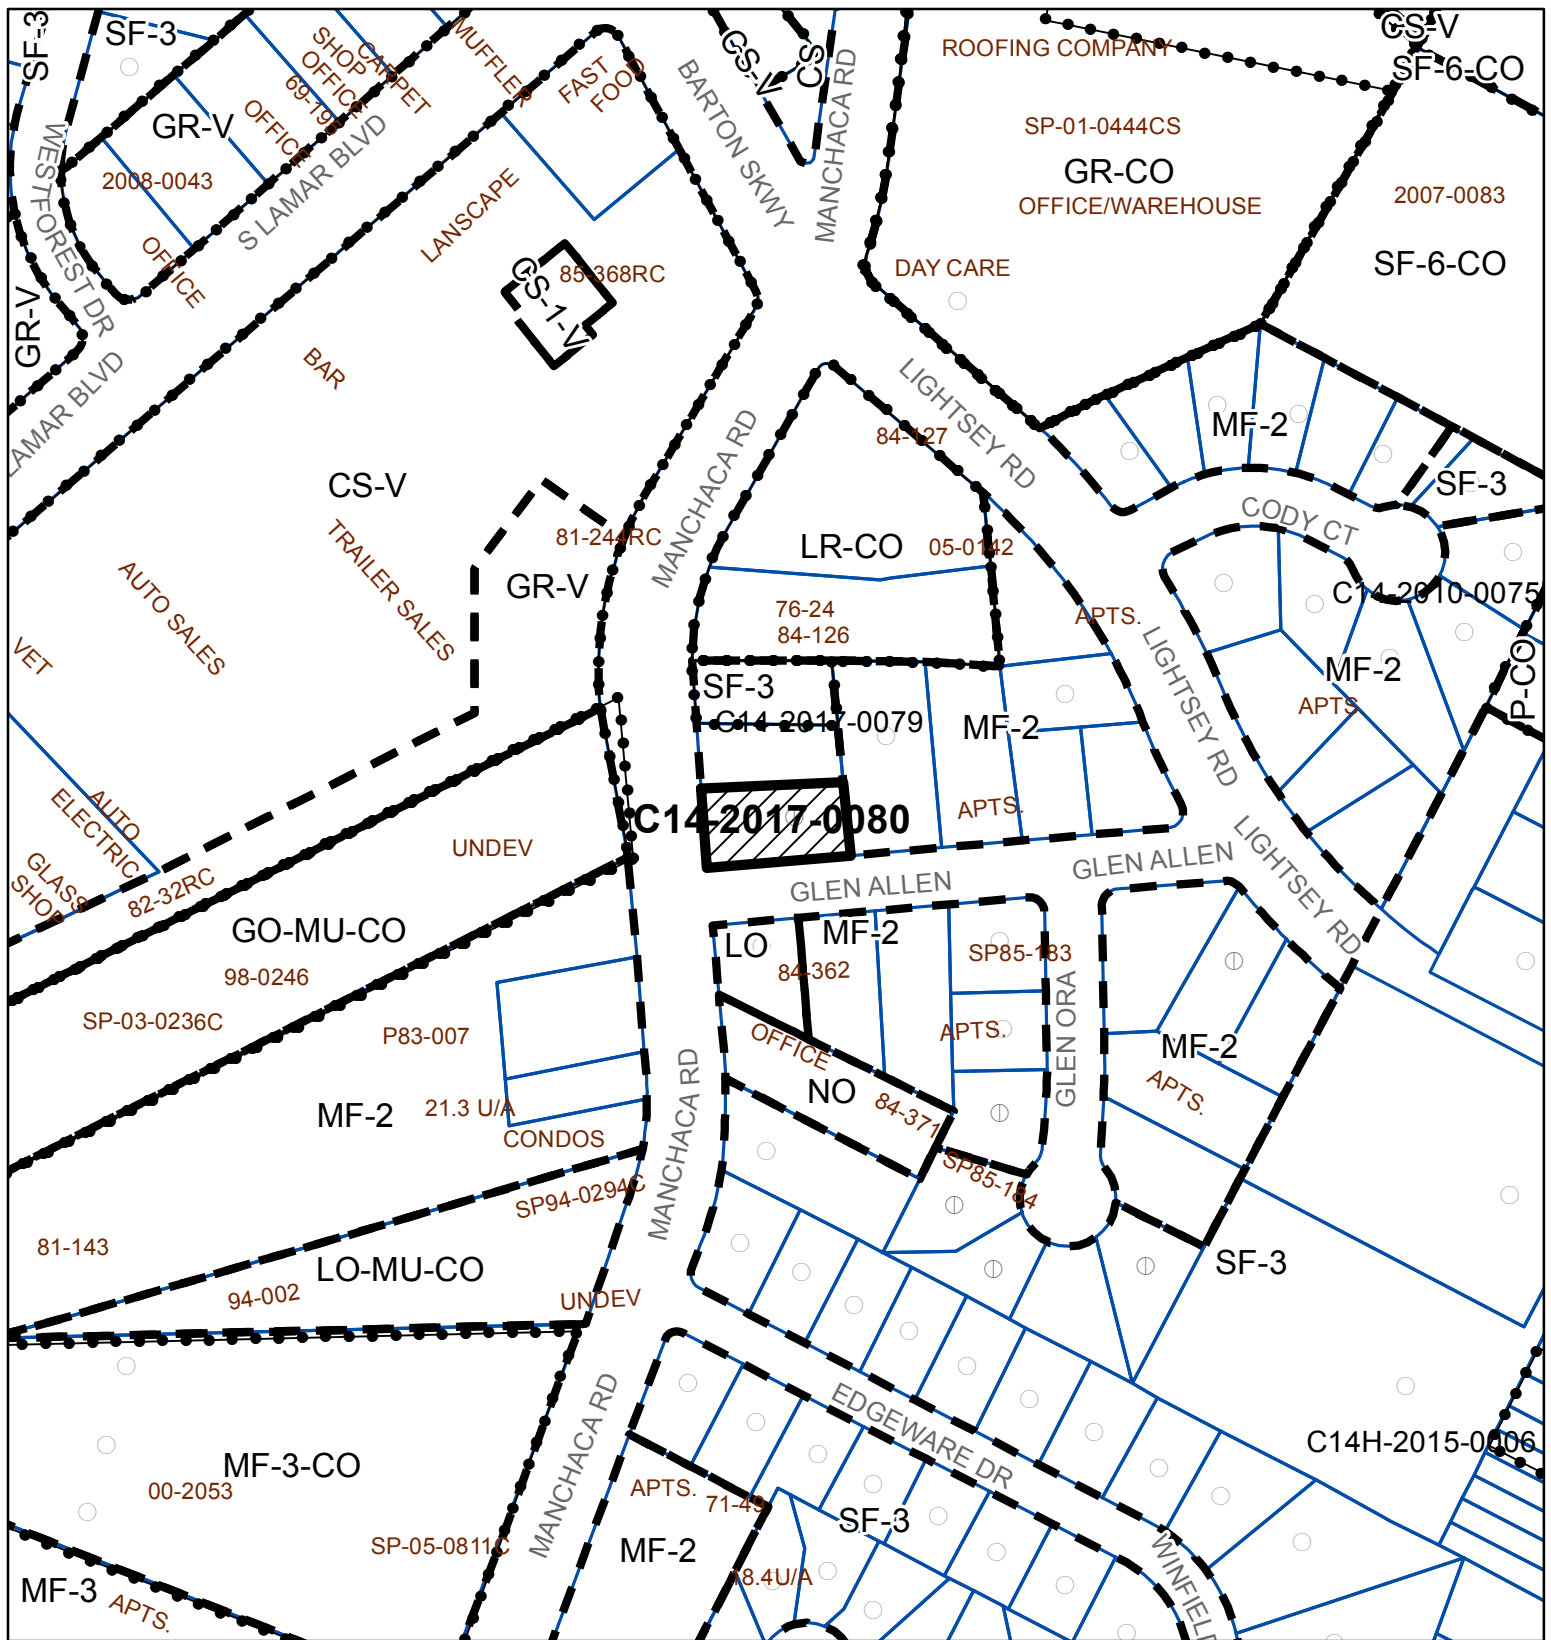 SF-3
SF-3
GR-V
2008-0043
OFFICE
OFFICE
SHOP
OFFICE
CARPET
MUFFLER
FAST
FOOD
WESTFOREST DR
S LAMAR BLVD
LANSCAPE
85-368RC
CS-1-V
BARTON SKWY
CS-V
CS
MANCHACA RD
ROOFING COMPANY
CS-V
SF-6-CO
SP-01-0444CS
GR-CO
OFFICE/WAREHOUSE
2007-0083
SF-6-CO
DAY CARE
GR-V
LAMAR BLVD
BAR
CS-V
TRAILER SALES
AUTO SALES
VET
81-244RC
GR-V
MANCHACA RD
LIGHTSEY RD
84-127
LR-CO
05-0142
76-24
84-126
MF-2
SF-3
CODY CT
C14-2010-0075
APTS.
LIGHTSEY RD
MF-2
APTS
P-CO
SF-3
C14-2017-0079
MF-2
APTS.
C14-2017-0080
AUTO
ELECTRIC
GLASS
SHOP
82-32RC
UNDEV
GLEN ALLEN
GLEN ALLEN
LIGHTSEY RD
GO-MU-CO
98-0246
SP-03-0236C
LO
MF-2
84-362
SP85-183
P83-007
OFFICE
APTS.
GLEN ORA
MF-2
APTS.
NO
84-371
MF-2
21.3 U/A
CONDOS
MANCHACA RD
SP94-0294C
SP85-184
81-143
LO-MU-CO
94-002
UNDEV
SF-3
MANCHACA RD
EDGEWARE DR
C14H-2015-0006
MF-3-CO
00-2053
SP-05-0811C
APTS.
71-49
SF-3
MF-2
18.4U/A
WINFIELD
MF-3
APTS.